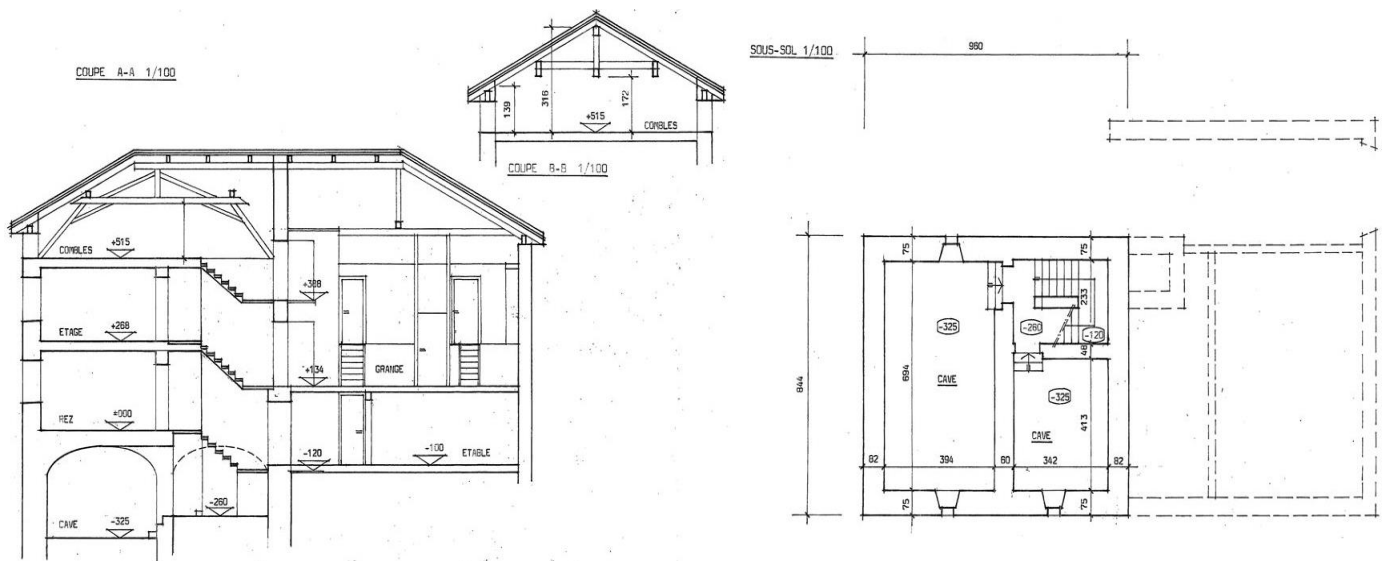 COUPE A-A 1/100
139
316
172
+515
COMBLES
COUPE B-B 1/100
COMBLES
+515
+388
ETAGE
+268
GRANGE
+134
REZ
±000
-120
-100
ETABLE
-260
CAVE
-325
SOUS-SOL 1/100
960
75
75
233
-325
-260
-120
48
844
694
CAVE
-325
413
CAVE
82
394
60
342
82
75
75